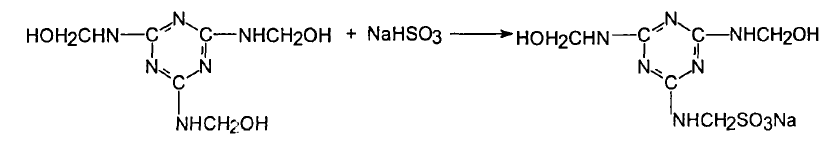 N N
HOH2CHN C C NHCH2OH + NaHSO3 HOH2CHN C C NHCH2OH
N N N N
C C
NHCH2OH NHCH2SO3Na